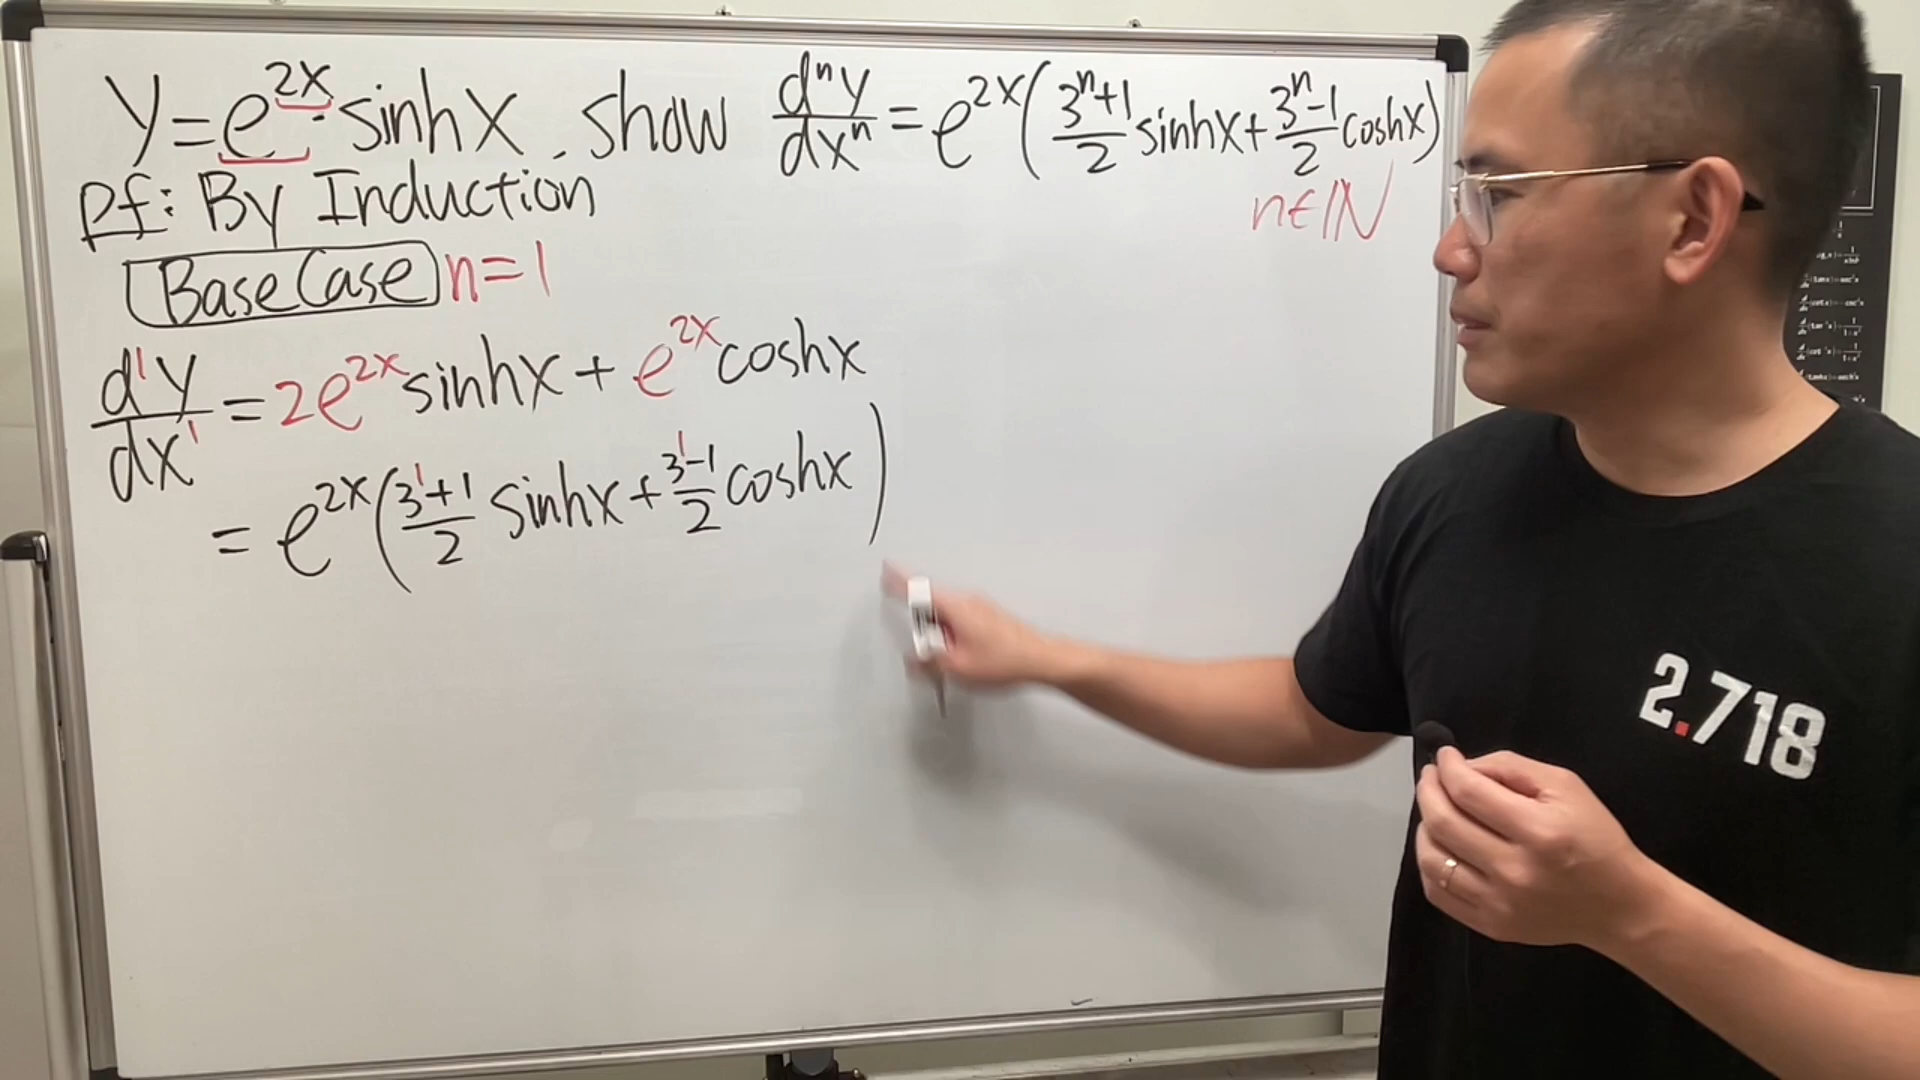 y=e^{2x}·sinhx. show d^n y/dx^n = e^{2x}(3^n+1/2 sinhx + 3^n-1/2 coshx)
n∈ℕ
pf: By Induction
Base Case n=1
d^1 y/dx^1 = 2e^{2x} sinhx + e^{2x} coshx
= e^{2x}(3^1+1/2 sinhx + 3^1-1/2 coshx)
2.718